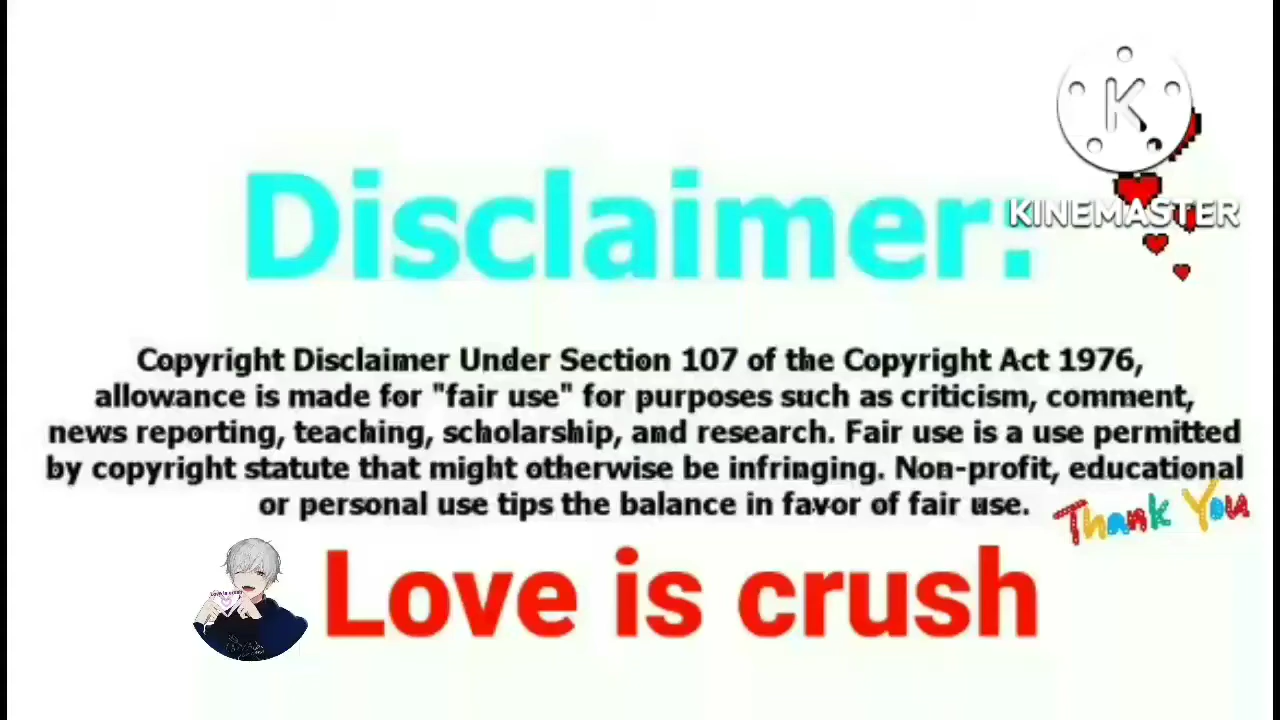 K
KINEMASTER
Disclaimer:
Copyright Disclaimer Under Section 107 of the Copyright Act 1976,
allowance is made for "fair use" for purposes such as criticism, comment,
news reporting, teaching, scholarship, and research. Fair use is a use permitted
by copyright statute that might otherwise be infringing. Non-profit, educational
or personal use tips the balance in favor of fair use.
Thank You
Love is crush
Love is crush